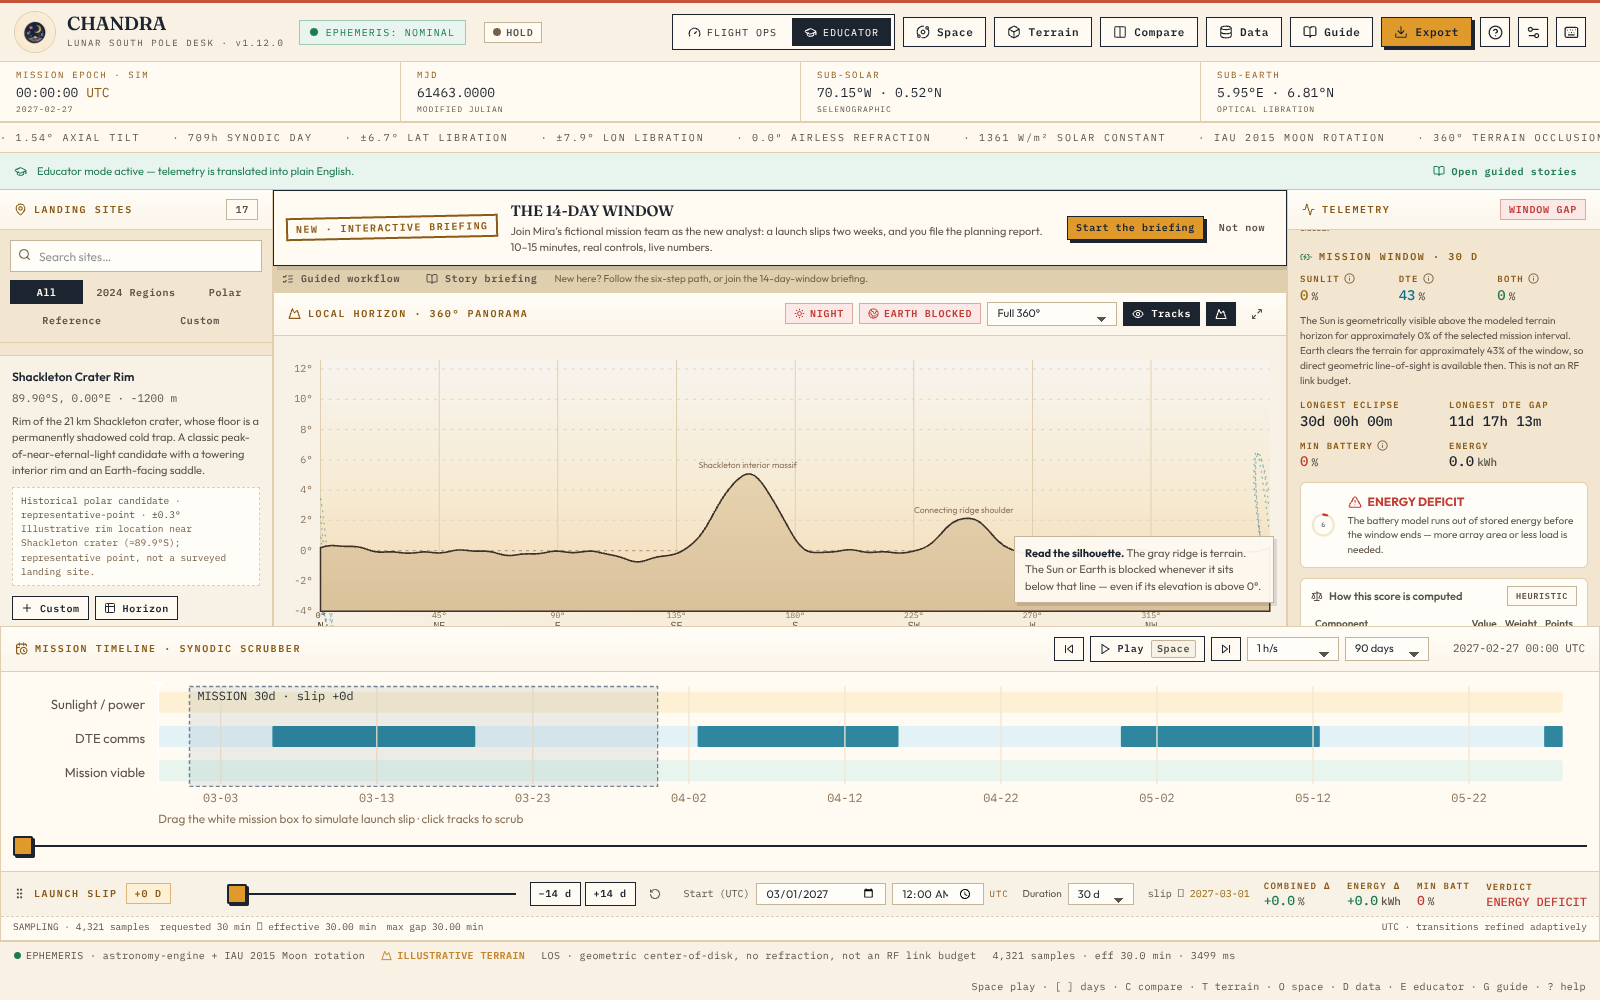 CHANDRA
LUNAR SOUTH POLE DESK · v1.12.0
EPHEMERIS: NOMINAL
HOLD
FLIGHT OPS
EDUCATOR
Space
Terrain
Compare
Data
Guide
Export
MISSION EPOCH · SIM
00:00:00 UTC
2027-02-27
MJD
61463.0000
MODIFIED JULIAN
SUB-SOLAR
70.15°W · 0.52°N
SELENOGRAPHIC
SUB-EARTH
5.95°E · 6.81°N
OPTICAL LIBRATION
· 1.54° AXIAL TILT · 709h SYNODIC DAY · ±6.7° LAT LIBRATION · ±7.9° LON LIBRATION · 0.0° AIRLESS REFRACTION · 1361 W/m² SOLAR CONSTANT · IAU 2015 MOON ROTATION · 360° TERRAIN OCCLUSION
Educator mode active — telemetry is translated into plain English.
Open guided stories
LANDING SITES
17
Search sites…
All
2024 Regions
Polar
Reference
Custom
Shackleton Crater Rim
89.90°S, 0.00°E · -1200 m
Rim of the 21 km Shackleton crater, whose floor is a
permanently shadowed cold trap. A classic peak-
of-near-eternal-light candidate with a towering
interior rim and an Earth-facing saddle.
Historical polar candidate ·
representative-point · ±0.3°
Illustrative rim location near
Shackleton crater (≈89.9°S);
representative point, not a surveyed
landing site.
Custom
Horizon
NEW · INTERACTIVE BRIEFING
THE 14-DAY WINDOW
Join Mira's fictional mission team as the new analyst: a launch slips two weeks, and you file the planning report.
10–15 minutes, real controls, live numbers.
Start the briefing
Not now
Guided workflow
Story briefing
New here? Follow the six-step path, or join the 14-day-window briefing.
LOCAL HORIZON · 360° PANORAMA
NIGHT
EARTH BLOCKED
Full 360°
Tracks
12°
10°
8°
6°
4°
2°
0°
-2°
-4°
Shackleton interior massif
Connecting ridge shoulder
Read the silhouette. The gray ridge is terrain.
The Sun or Earth is blocked whenever it sits
below that line — even if its elevation is above 0°.
0° 45° 90° 135° 180° 225° 270° 315°
N NE E SE S SW W NW
TELEMETRY
WINDOW GAP
MISSION WINDOW · 30 D
SUNLIT
0 %
DTE
43 %
BOTH
0 %
The Sun is geometrically visible above the modeled terrain
horizon for approximately 0% of the selected mission interval.
Earth clears the terrain for approximately 43% of the window, so
direct geometric line-of-sight is available then. This is not an RF
link budget.
LONGEST ECLIPSE
30d 00h 00m
LONGEST DTE GAP
11d 17h 13m
MIN BATTERY
0 %
ENERGY
0.0 kWh
6
ENERGY DEFICIT
The battery model runs out of stored energy before
the window ends — more array area or less load is
needed.
How this score is computed
HEURISTIC
Component Value Weight Points
MISSION TIMELINE · SYNODIC SCRUBBER
Play Space
1 h/s
90 days
2027-02-27 00:00 UTC
MISSION 30d · slip +0d
Sunlight / power
DTE comms
Mission viable
03-03 03-13 03-23 04-02 04-12 04-22 05-02 05-12 05-22
Drag the white mission box to simulate launch slip · click tracks to scrub
LAUNCH SLIP
+0 D
−14 d
+14 d
Start (UTC)
03/01/2027
12:00 AM
UTC
Duration
30 d
slip 2027-03-01
COMBINED Δ
+0.0 %
ENERGY Δ
+0.0 kWh
MIN BATT
0 %
VERDICT
ENERGY DEFICIT
SAMPLING · 4,321 samples requested 30 min effective 30.00 min max gap 30.00 min
UTC · transitions refined adaptively
EPHEMERIS · astronomy-engine + IAU 2015 Moon rotation
ILLUSTRATIVE TERRAIN
LOS · geometric center-of-disk, no refraction, not an RF link budget
4,321 samples · eff 30.0 min · 3499 ms
Space play · [ ] days · C compare · T terrain · O space · D data · E educator · G guide · ? help